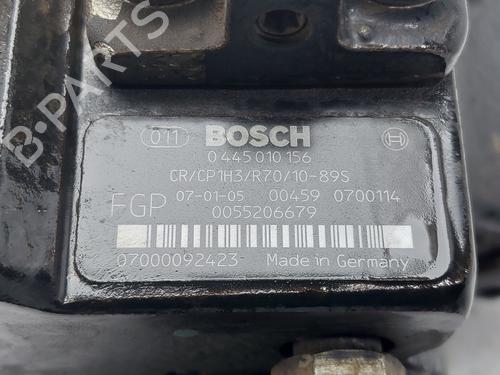 011 BOSCH
0 445 010 156
CR/CP1H3/R70/10-89S
FGP 07-01-05 00459 0700114
0055206679
07000092423 Made in Germany
B-PARTS